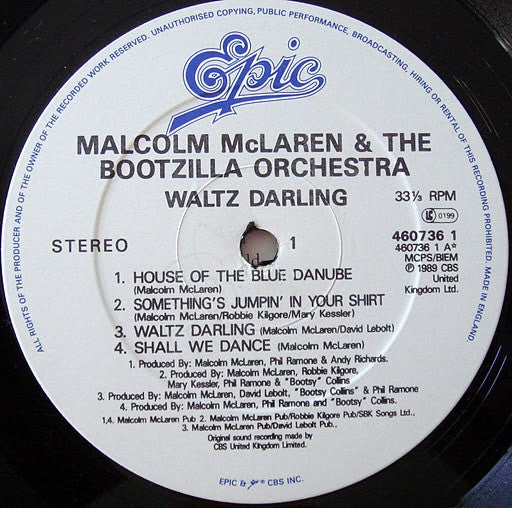 ALL RIGHTS OF THE PRODUCER AND OF THE OWNER OF THE RECORDED WORK RESERVED. UNAUTHORISED COPYING, PUBLIC PERFORMANCE, BROADCASTING, HIRING OR RENTAL OF THIS RECORDING PROHIBITED. MADE IN ENGLAND
Epic
MALCOLM McLAREN & THE
BOOTZILLA ORCHESTRA
WALTZ DARLING 33⅓ RPM
LC 0199
STEREO 1 460736 1
460736 1 A*
MCPS/BIEM
℗ 1989 CBS
United
Kingdom Ltd.
1. HOUSE OF THE BLUE DANUBE
(Malcolm McLaren)
2. SOMETHING'S JUMPIN' IN YOUR SHIRT
(Malcolm McLaren/Robbie Kilgorem/Mary Kessler)
3. WALTZ DARLING (Malcolm McLaren/David Lebolt)
4. SHALL WE DANCE (Malcolm McLaren)
1. Produced By: Malcolm McLaren, Phil Ramone & Andy Richards.
2. Produced By: Malcolm McLaren, Robbie Kilgore,
Mary Kessler, Phil Ramone & "Bootsy" Collins
3. Produced By: Malcolm McLaren, David Lebolt, "Bootsy Collins" & Phil Ramone
4. Produced By: Malcolm McLaren, Phil Ramone and "Bootsy" Collins.
1,4. Malcolm McLaren Pub 2. Malcolm McLaren Pub/Robbie Kilgore Pub/SBK Songs Ltd.,
3. Malcolm McLaren Pub/David Lebolt Pub.,
Original sound recording made by
CBS United Kingdom Limited.
EPIC & ® CBS INC.